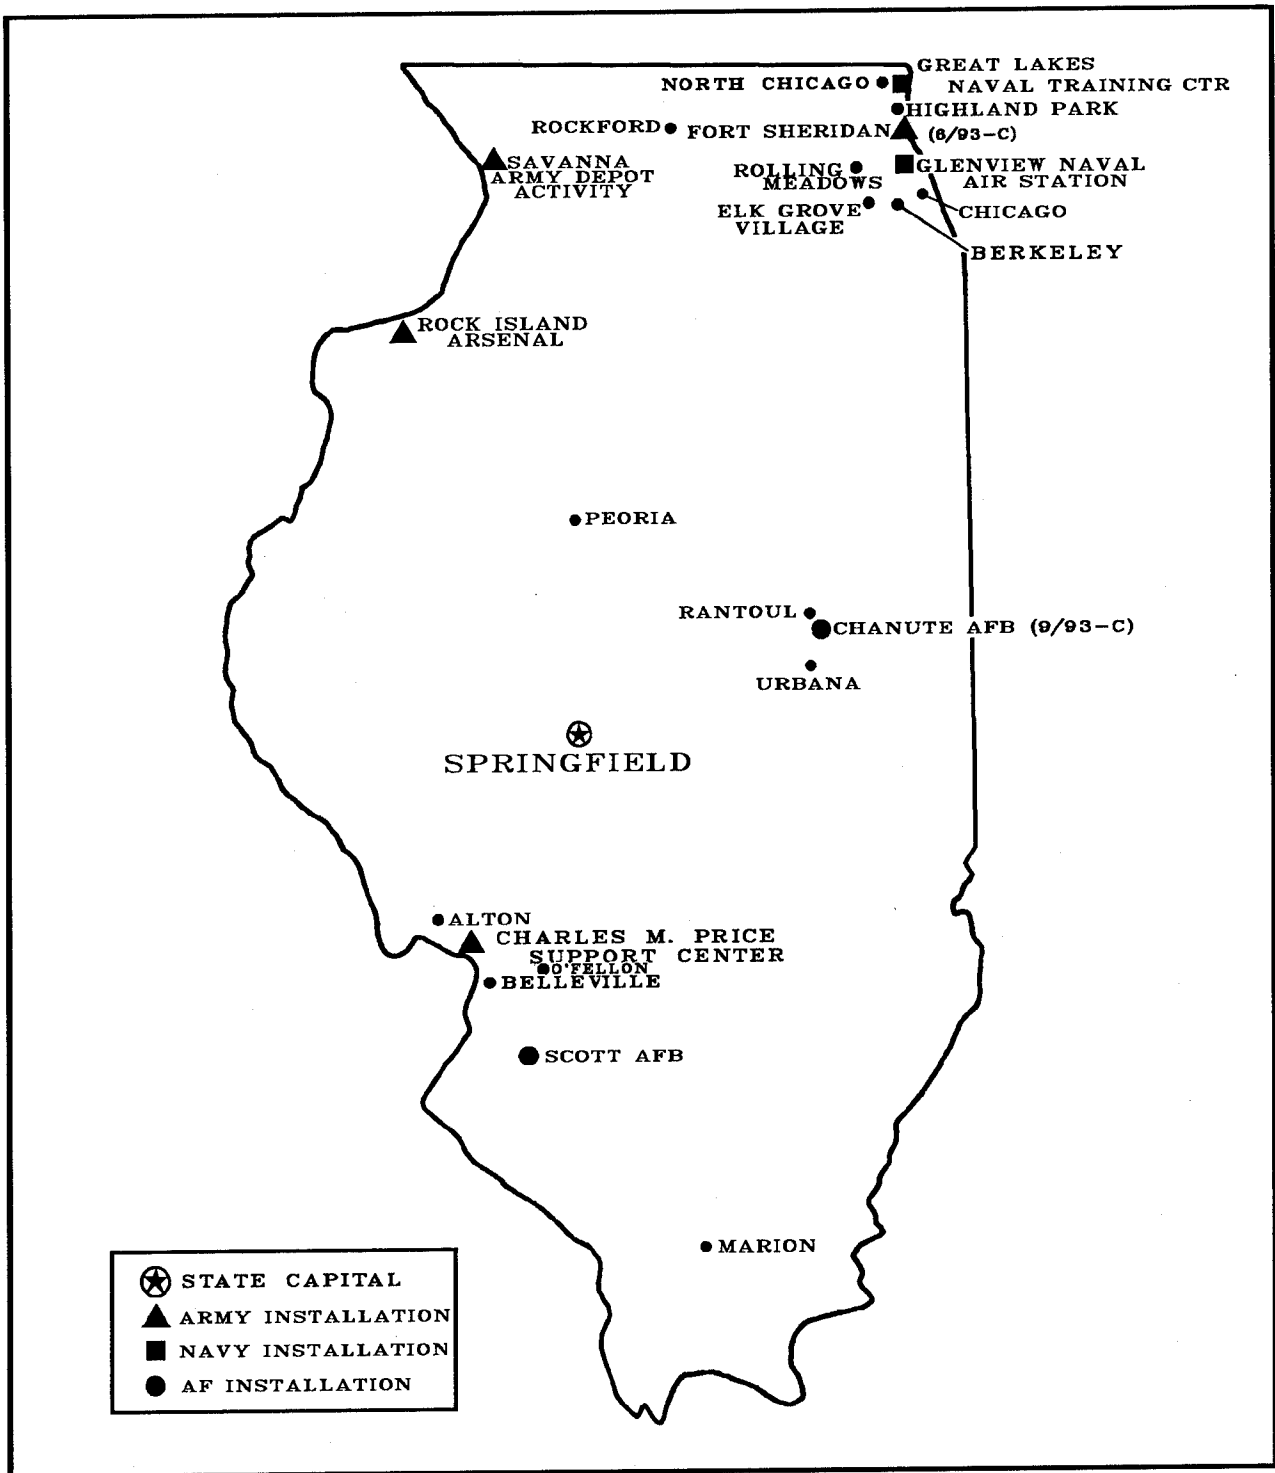 GREAT LAKES
NORTH CHICAGO
NAVAL TRAINING CTR
HIGHLAND PARK
ROCKFORD
FORT SHERIDAN
(6/93-C)
SAVANNA
ARMY DEPOT
ACTIVITY
ROLLING
MEADOWS
GLENVIEW NAVAL
AIR STATION
ELK GROVE
VILLAGE
CHICAGO
BERKELEY
ROCK ISLAND
ARSENAL
PEORIA
RANTOUL
CHANUTE AFB (9/93-C)
URBANA
SPRINGFIELD
ALTON
CHARLES M. PRICE
SUPPORT CENTER
O'FELLON
BELLEVILLE
SCOTT AFB
MARION
STATE CAPITAL
ARMY INSTALLATION
NAVY INSTALLATION
AF INSTALLATION